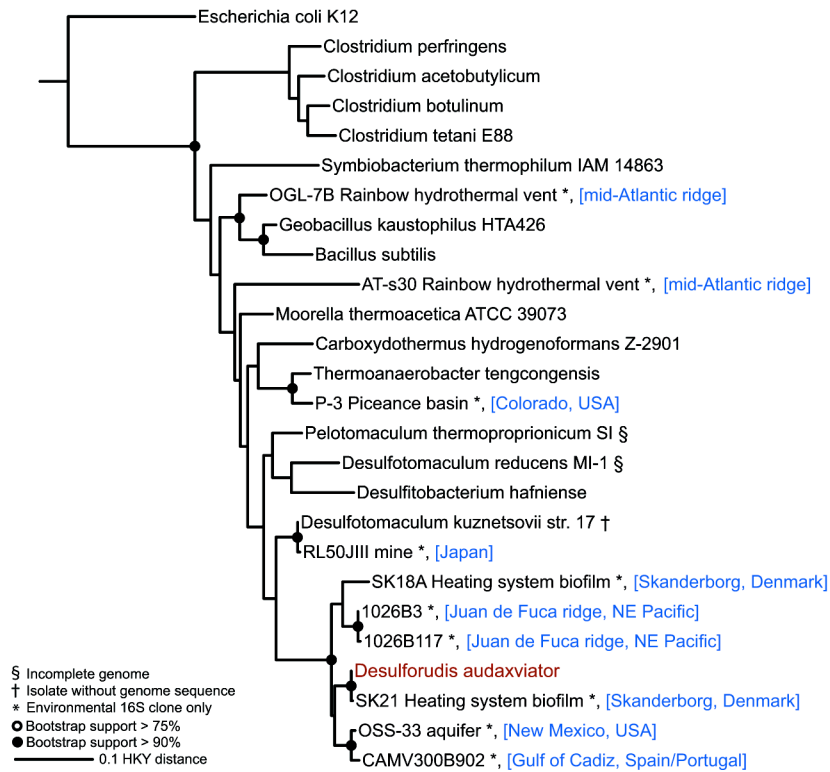 Escherichia coli K12
Clostridium perfringens
Clostridium acetobutylicum
Clostridium botulinum
Clostridium tetani E88
Symbiobacterium thermophilum IAM 14863
OGL-7B Rainbow hydrothermal vent *, [mid-Atlantic ridge]
Geobacillus kaustophilus HTA426
Bacillus subtilis
AT-s30 Rainbow hydrothermal vent *, [mid-Atlantic ridge]
Moorella thermoacetica ATCC 39073
Carboxydothermus hydrogenoformans Z-2901
Thermoanaerobacter tengcongensis
P-3 Piceance basin *, [Colorado, USA]
Pelotomaculum thermoproprionicum SI §
Desulfotomaculum reducens MI-1 §
Desulfitobacterium hafniense
Desulfotomaculum kuznetsovii str. 17 †
RL50JIII mine *, [Japan]
SK18A Heating system biofilm *, [Skanderborg, Denmark]
1026B3 *, [Juan de Fuca ridge, NE Pacific]
1026B117 *, [Juan de Fuca ridge, NE Pacific]
Desulforudis audaxviator
SK21 Heating system biofilm *, [Skanderborg, Denmark]
OSS-33 aquifer *, [New Mexico, USA]
CAMV300B902 *, [Gulf of Cadiz, Spain/Portugal]
§ Incomplete genome
† Isolate without genome sequence
* Environmental 16S clone only
Bootstrap support > 75%
Bootstrap support > 90%
0.1 HKY distance